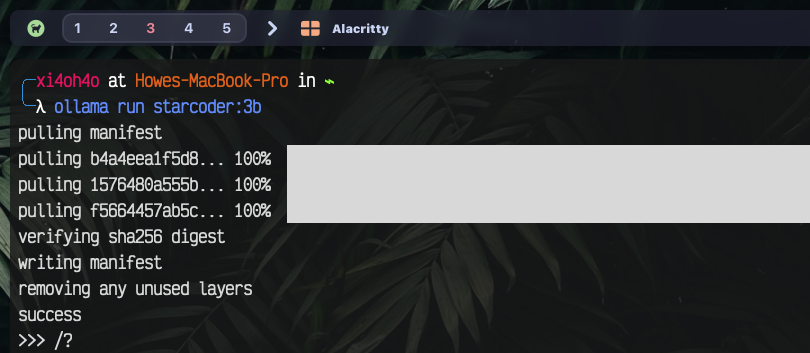 1 2 3 4 5 Alacritty
xi4oh4o at Howes-MacBook-Pro in ~
λ ollama run starcoder:3b
pulling manifest
pulling b4a4eea1f5d8... 100%
pulling 1576480a555b... 100%
pulling f5664457ab5c... 100%
verifying sha256 digest
writing manifest
removing any unused layers
success
>>> /?